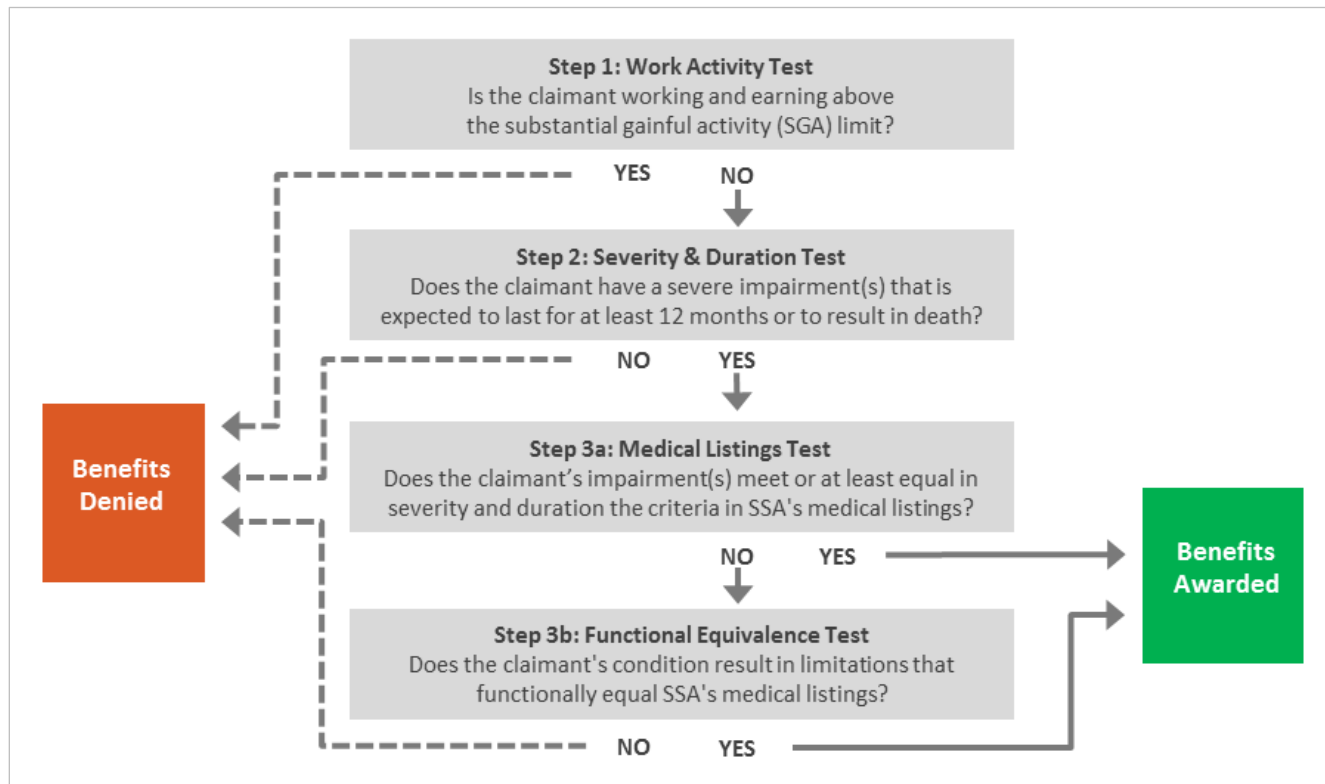 Step 1: Work Activity Test
Is the claimant working and earning above
the substantial gainful activity (SGA) limit?
YES NO
Step 2: Severity & Duration Test
Does the claimant have a severe impairment(s) that is
expected to last for at least 12 months or to result in death?
NO YES
Benefits
Denied
Step 3a: Medical Listings Test
Does the claimant’s impairment(s) meet or at least equal in
severity and duration the criteria in SSA's medical listings?
NO YES
Benefits
Awarded
Step 3b: Functional Equivalence Test
Does the claimant's condition result in limitations that
functionally equal SSA's medical listings?
NO YES